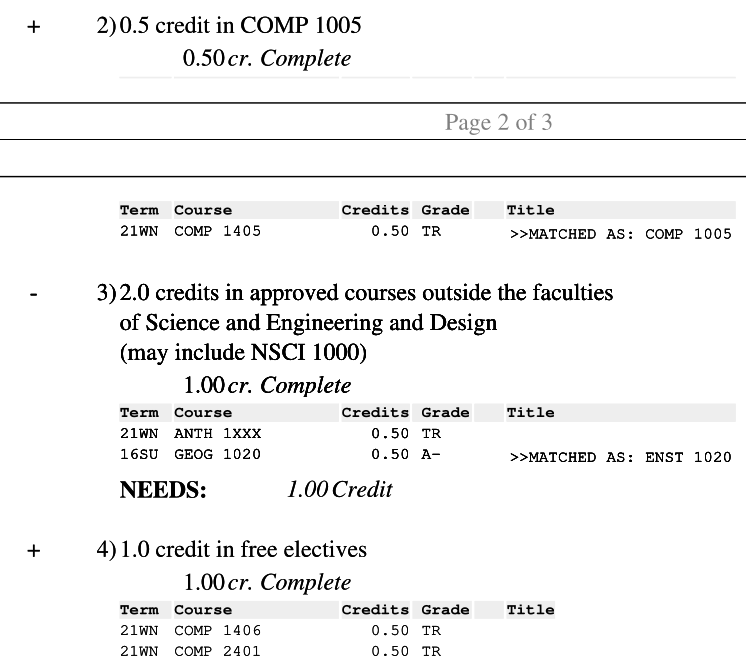 + 2) 0.5 credit in COMP 1005
0.50 cr. Complete
Page 2 of 3
Term Course Credits Grade Title
21WN COMP 1405 0.50 TR >>MATCHED AS: COMP 1005
- 3) 2.0 credits in approved courses outside the faculties
of Science and Engineering and Design
(may include NSCI 1000)
1.00 cr. Complete
Term Course Credits Grade Title
21WN ANTH 1XXX 0.50 TR
16SU GEOG 1020 0.50 A- >>MATCHED AS: ENST 1020
NEEDS: 1.00 Credit
+ 4) 1.0 credit in free electives
1.00 cr. Complete
Term Course Credits Grade Title
21WN COMP 1406 0.50 TR
21WN COMP 2401 0.50 TR